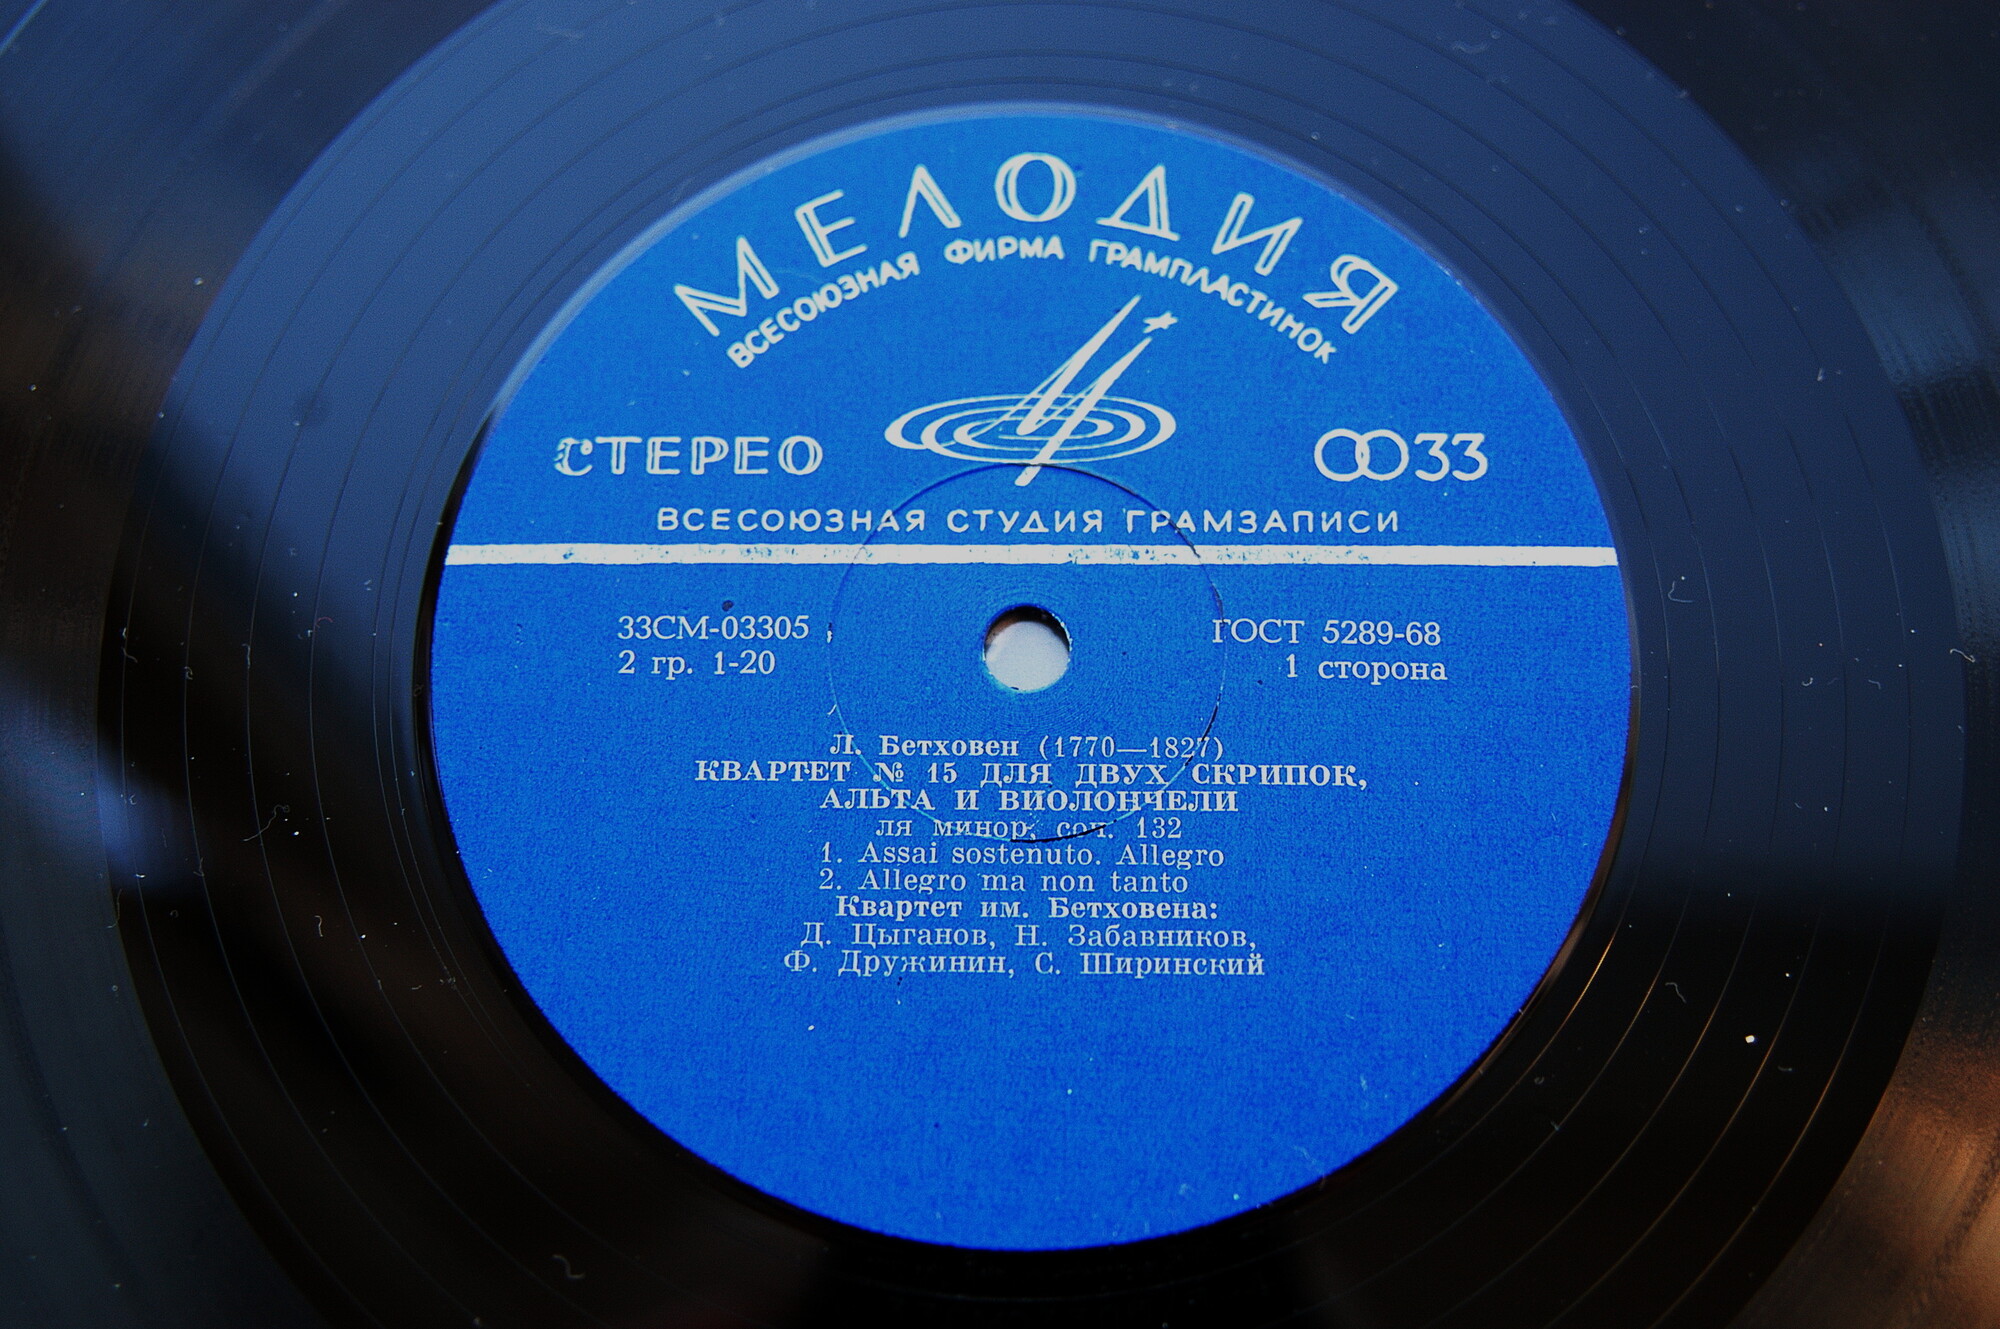 МЕЛОДИЯ
ВСЕСОЮЗНАЯ ФИРМА ГРАМПЛАСТИНОК
СТЕРЕО
33
ВСЕСОЮЗНАЯ СТУДИЯ ГРАМЗАПИСИ
33СМ-03305
2 гр. 1-20
ГОСТ 5289-68
1 сторона
Л. Бетховен (1770—1827)
КВАРТЕТ № 15 ДЛЯ ДВУХ СКРИПОК,
АЛЬТА И ВИОЛОНЧЕЛИ
ля минор, соч. 132
1. Assai sostenuto. Allegro
2. Allegro ma non tanto
Квартет им. Бетховена:
Д. Цыганов, Н. Забавников,
Ф. Дружинин, С. Ширинский